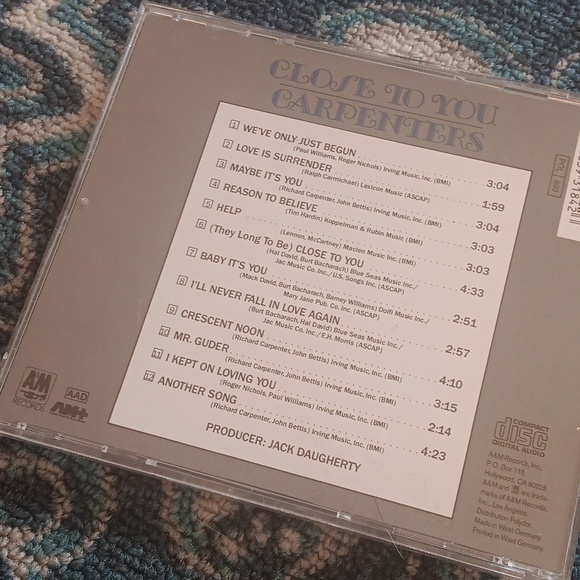 CLOSE TO YOU
CARPENTERS
1 WE'VE ONLY JUST BEGUN 3:04
(Paul Williams, Roger Nichols) Irving Music, Inc. (BMI)
2 LOVE IS SURRENDER 1:59
(Ralph Carmichael) Lexicon Music (ASCAP)
3 MAYBE IT'S YOU 3:04
(Richard Carpenter, John Bettis) Irving Music, Inc. (BMI)
4 REASON TO BELIEVE 3:03
(Tim Hardin) Koppelman & Rubin Music (BMI)
5 HELP 3:03
(Lennon, McCartney) Maclen Music Inc. (BMI)
6 (They Long To Be) CLOSE TO YOU 4:33
(Hal David, Burt Bacharach) Blue Seas Music Inc./
Jac Music Co. Inc./U.S. Songs Inc. (ASCAP)
7 BABY IT'S YOU 2:51
(Mack David, Burt Bacharach, Barney Williams) Dolfi Music Inc./
Mary Jane Pub. Co. Inc. (ASCAP)
8 I'LL NEVER FALL IN LOVE AGAIN 2:57
(Burt Bacharach, Hal David) Blue Seas Music Inc./
Jac Music Co. Inc./E.H. Morris (ASCAP)
9 CRESCENT NOON 4:10
(Richard Carpenter, John Bettis) Irving Music, Inc. (BMI)
10 MR. GUDER 3:15
(Richard Carpenter, John Bettis) Irving Music, Inc. (BMI)
11 I KEPT ON LOVING YOU 2:14
(Roger Nichols, Paul Williams) Irving Music, Inc. (BMI)
12 ANOTHER SONG 4:23
(Richard Carpenter, John Bettis) Irving Music, Inc. (BMI)
PRODUCER: JACK DAUGHERTY
A&M
RECORDS
AAD
COMPACT
disc
DIGITAL AUDIO
A&M Records, Inc.,
P.O. Box 118,
Hollywood, CA 90028
A&M and are trade-
marks of A&M Records,
Inc., Los Angeles.
Distribution Polydor.
Made in West Germany.
Printed in West Germany.